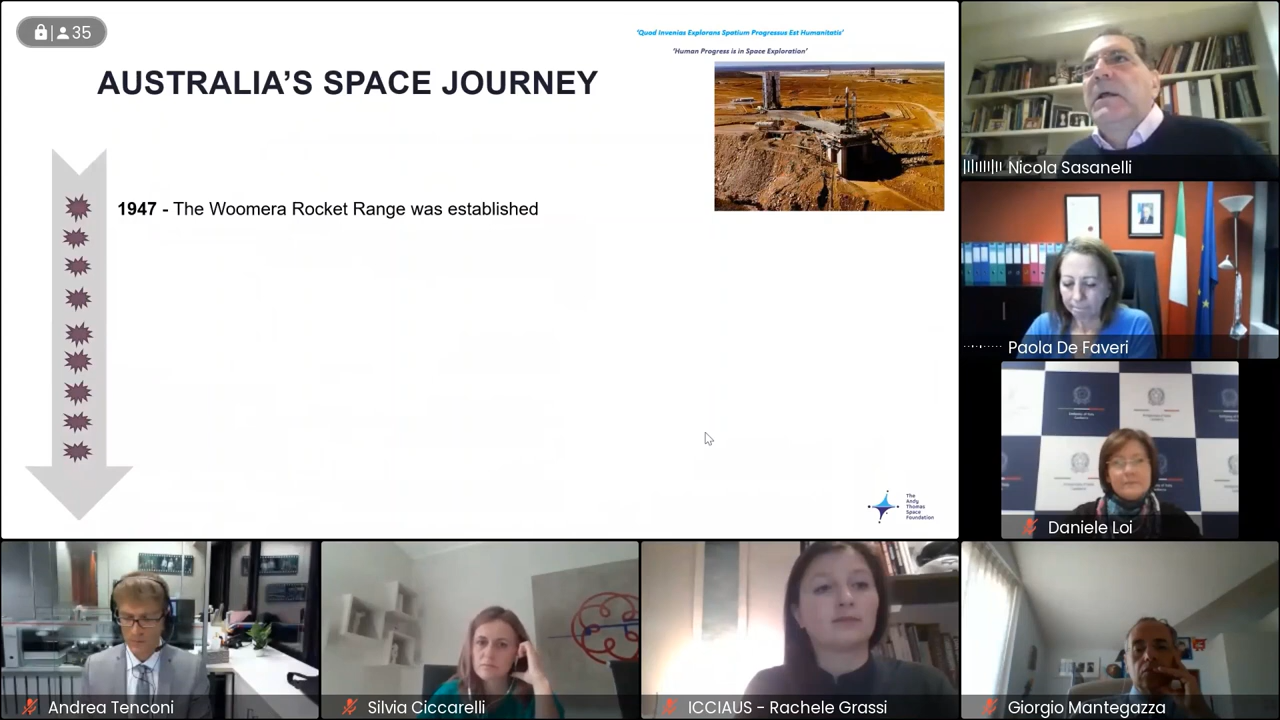 35
'Quod Invenias Explorans Spatium Progressus Est Humanitatis'
'Human Progress is in Space Exploration'
AUSTRALIA'S SPACE JOURNEY
1947 - The Woomera Rocket Range was established
The
Andy
Thomas
Space
Foundation
Nicola Sasanelli
Paola De Faveri
Daniele Loi
Andrea Tenconi
Silvia Ciccarelli
ICCIAUS - Rachele Grassi
Giorgio Mantegazza